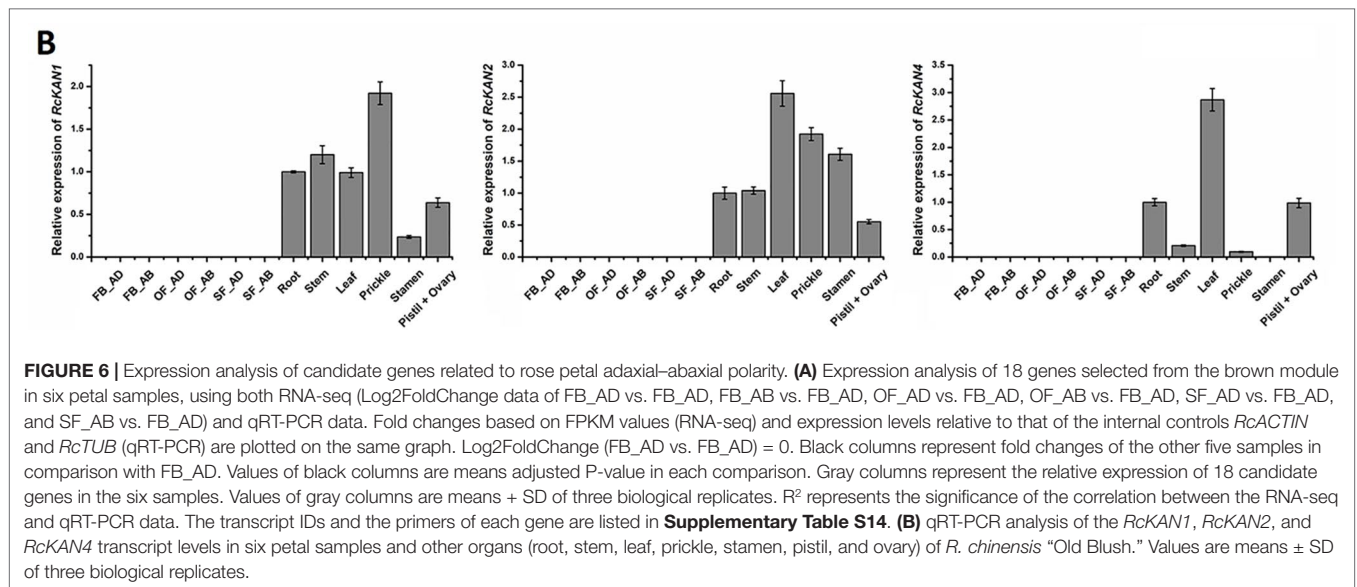 B
Relative expression of RcKAN1
2.0
1.5
1.0
0.5
0.0
FB_AD
FB_AB
OF_AD
OF_AB
SF_AD
SF_AB
Root
Stem
Leaf
Prickle
Stamen
Pistil + Ovary
Relative expression of RcKAN2
3.0
2.5
2.0
1.5
1.0
0.5
0.0
FB_AD
FB_AB
OF_AD
OF_AB
SF_AD
SF_AB
Root
Stem
Leaf
Prickle
Stamen
Pistil + Ovary
Relative expression of RcKAN4
3.5
3.0
2.5
2.0
1.5
1.0
0.5
0.0
FB_AD
FB_AB
OF_AD
OF_AB
SF_AD
SF_AB
Root
Stem
Leaf
Prickle
Stamen
Pistil + Ovary
FIGURE 6 | Expression analysis of candidate genes related to rose petal adaxial–abaxial polarity. (A) Expression analysis of 18 genes selected from the brown module
in six petal samples, using both RNA-seq (Log2FoldChange data of FB_AD vs. FB_AD, FB_AB vs. FB_AD, OF_AD vs. FB_AD, OF_AB vs. FB_AD, SF_AD vs. FB_AD,
and SF_AB vs. FB_AD) and qRT-PCR data. Fold changes based on FPKM values (RNA-seq) and expression levels relative to that of the internal controls RcACTIN
and RcTUB (qRT-PCR) are plotted on the same graph. Log2FoldChange (FB_AD vs. FB_AD) = 0. Black columns represent fold changes of the other five samples in
comparison with FB_AD. Values of black columns are means adjusted P-value in each comparison. Gray columns represent the relative expression of 18 candidate
genes in the six samples. Values of gray columns are means + SD of three biological replicates. R² represents the significance of the correlation between the RNA-seq
and qRT-PCR data. The transcript IDs and the primers of each gene are listed in Supplementary Table S14. (B) qRT-PCR analysis of the RcKAN1, RcKAN2, and
RcKAN4 transcript levels in six petal samples and other organs (root, stem, leaf, prickle, stamen, pistil, and ovary) of R. chinensis “Old Blush.” Values are means ± SD
of three biological replicates.